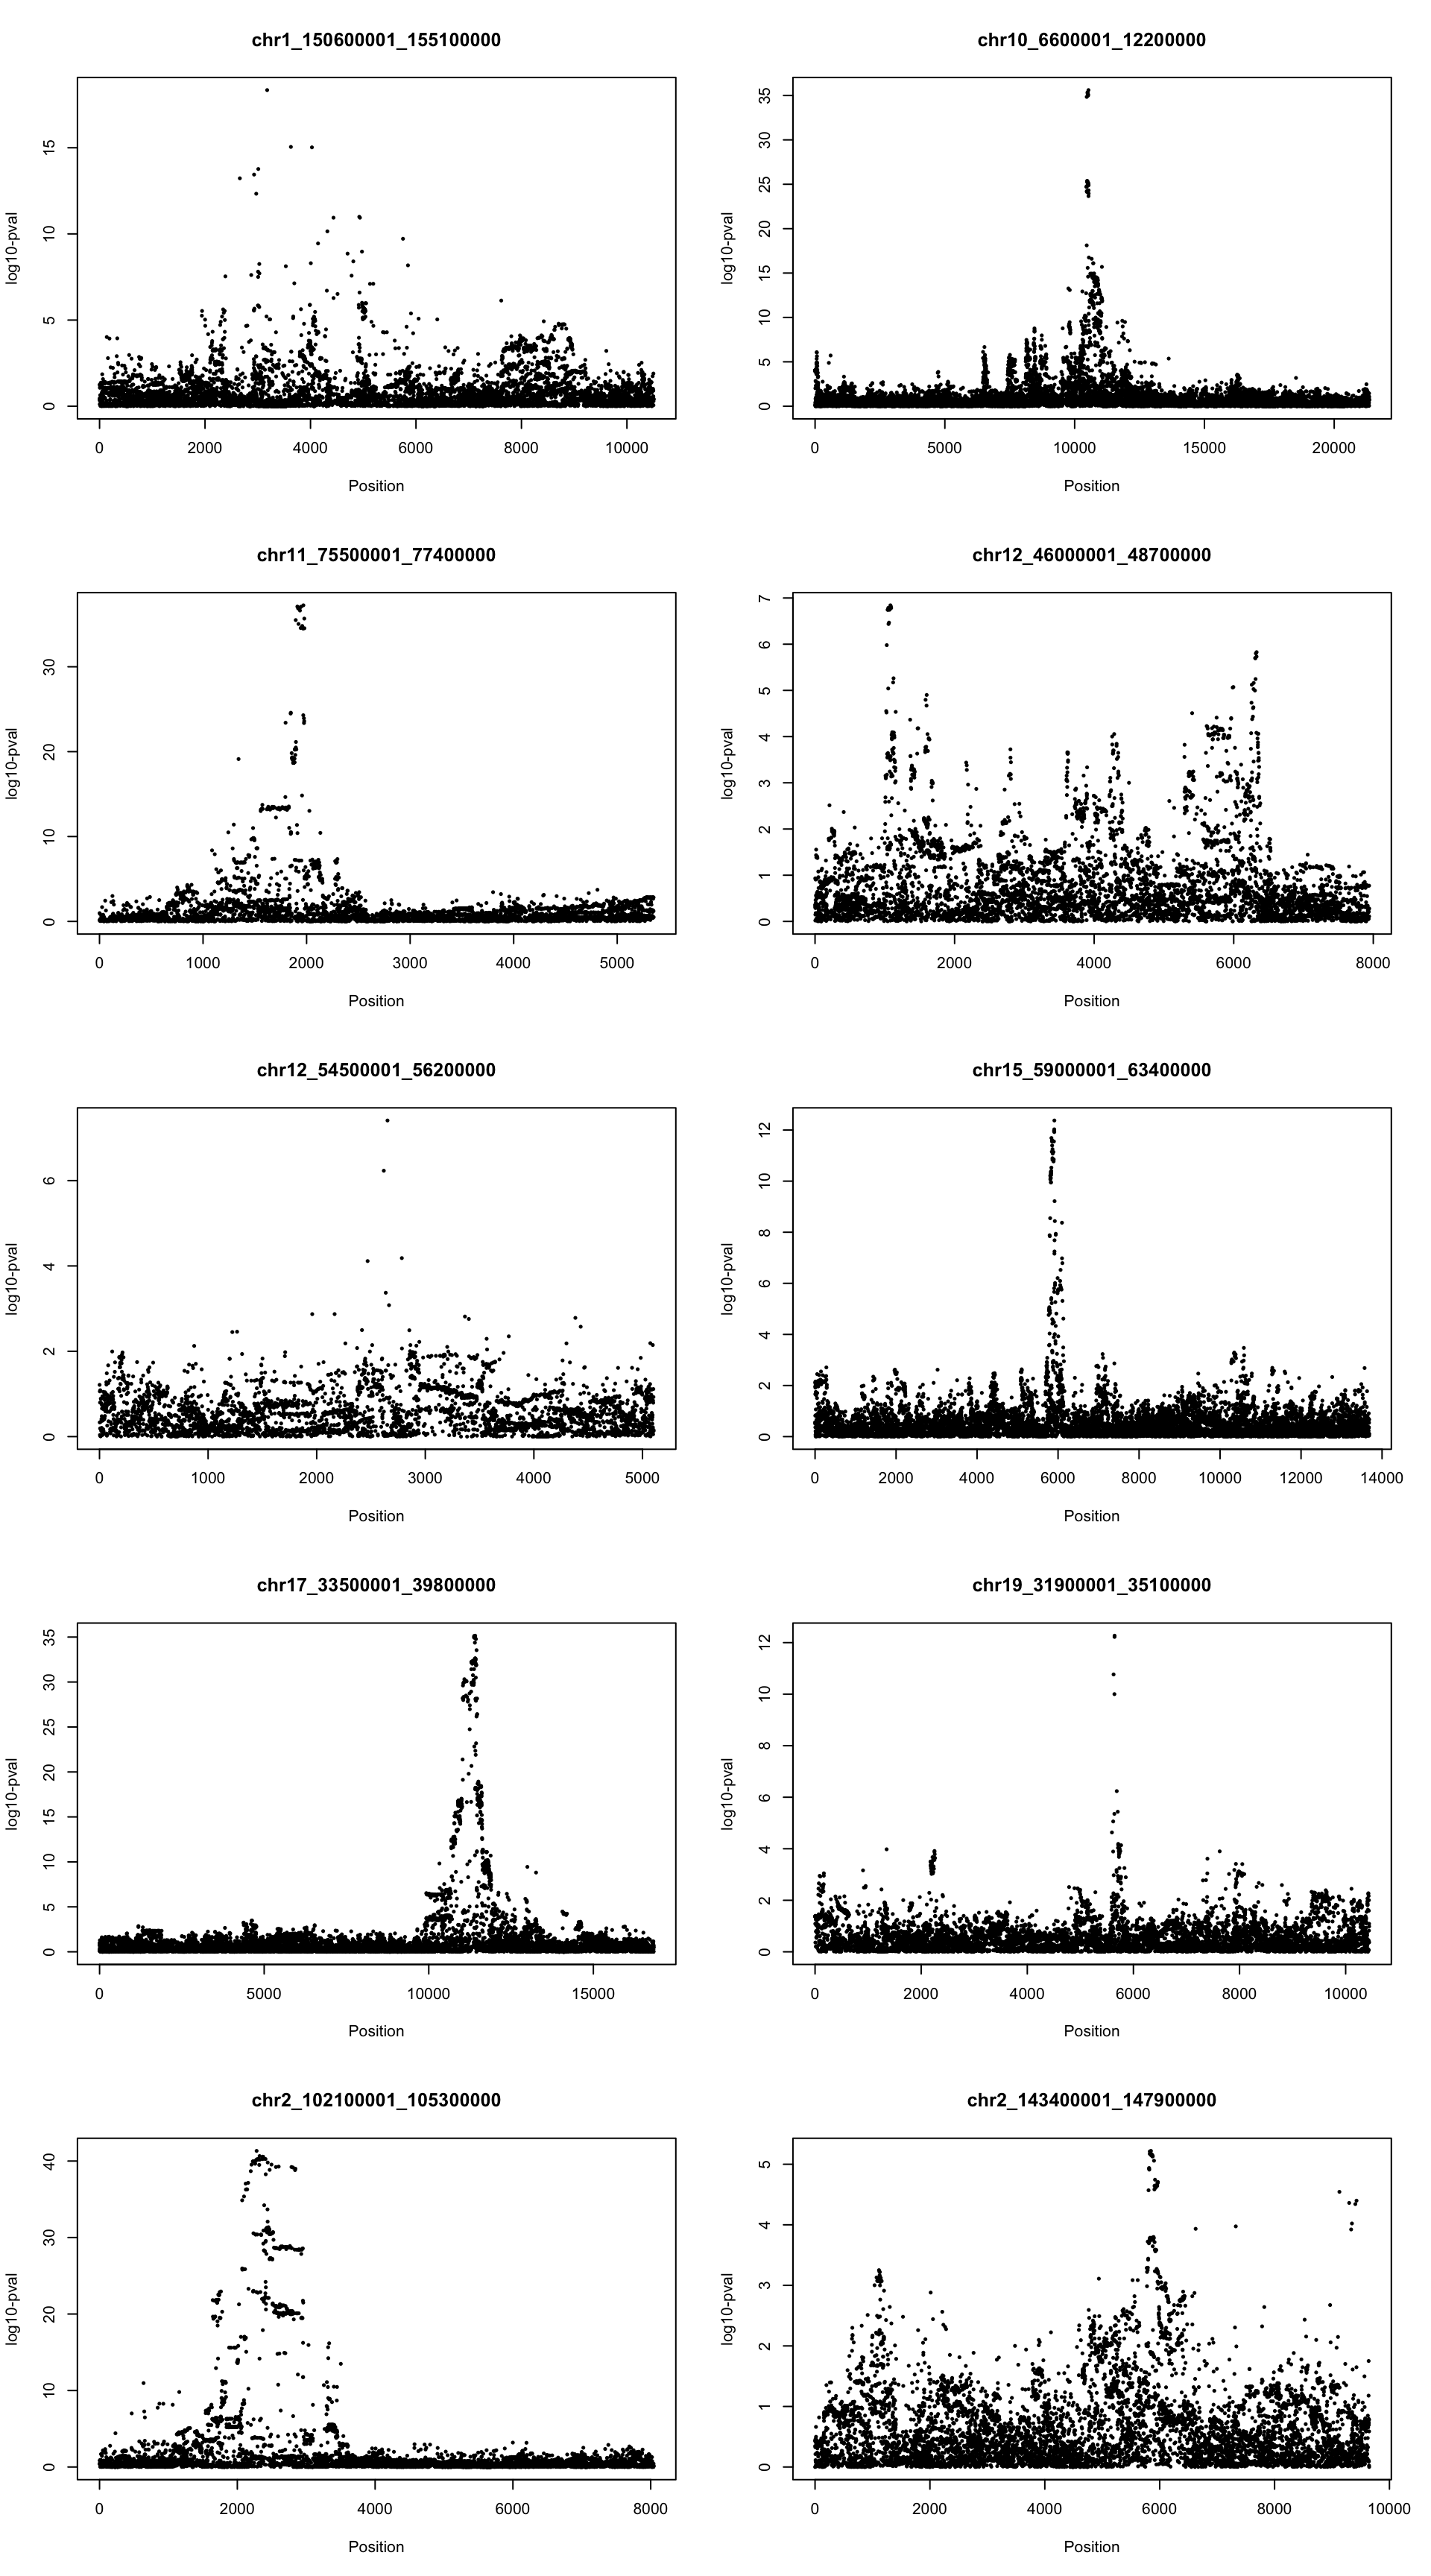 chr1_150600001_155100000
log10-pval
15
10
5
0
0 2000 4000 6000 8000 10000
Position
chr10_6600001_12200000
log10-pval
35
30
25
20
15
10
5
0
0 5000 10000 15000 20000
Position
chr11_75500001_77400000
log10-pval
30
20
10
0
0 1000 2000 3000 4000 5000
Position
chr12_46000001_48700000
log10-pval
7
6
5
4
3
2
1
0
0 2000 4000 6000 8000
Position
chr12_54500001_56200000
log10-pval
6
4
2
0
0 1000 2000 3000 4000 5000
Position
chr15_59000001_63400000
log10-pval
12
10
8
6
4
2
0
0 2000 4000 6000 8000 10000 12000 14000
Position
chr17_33500001_39800000
log10-pval
35
30
25
20
15
10
5
0
0 5000 10000 15000
Position
chr19_31900001_35100000
log10-pval
12
10
8
6
4
2
0
0 2000 4000 6000 8000 10000
Position
chr2_102100001_105300000
log10-pval
40
30
20
10
0
0 2000 4000 6000 8000
Position
chr2_143400001_147900000
log10-pval
5
4
3
2
1
0
0 2000 4000 6000 8000 10000
Position